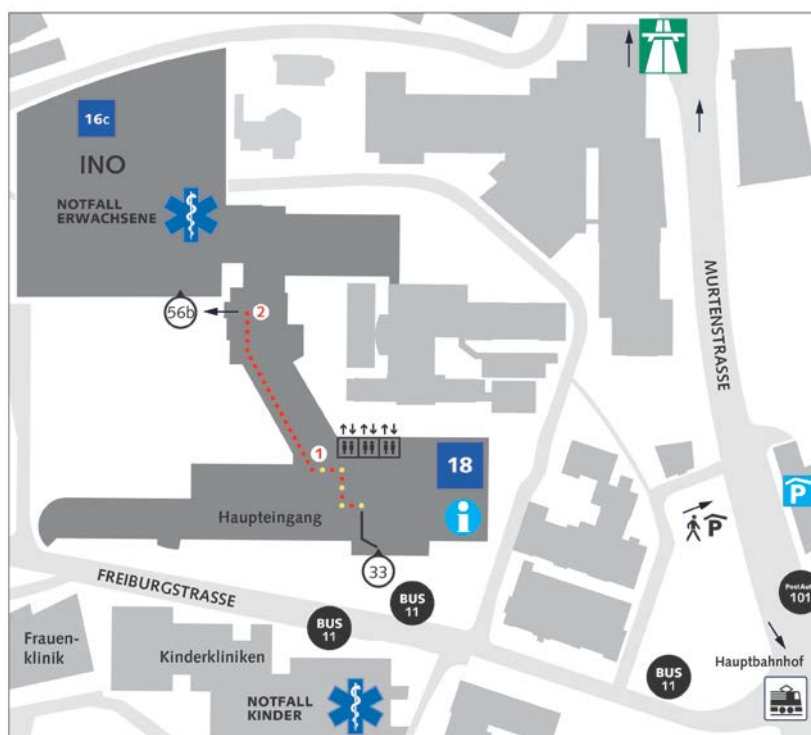 16c
INO
NOTFALL
ERWACHSENE
56b
2
MURTENSTRASSE
1
18
i
P
Haupteingang
P
33
FREIBURGSTRASSE
BUS
11
BUS
11
PostAuto
101
Frauen-
klinik
Kinderkliniken
BUS
11
Hauptbahnhof
NOTFALL
KINDER